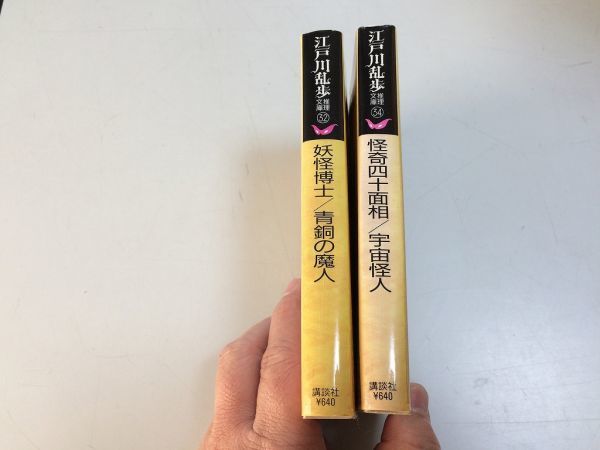 江戸川乱歩
推理
文庫
32
妖怪博士/青銅の魔人
講談社
¥640
江戸川乱歩
推理
文庫
34
怪奇四十面相/宇宙怪人
講談社
¥640